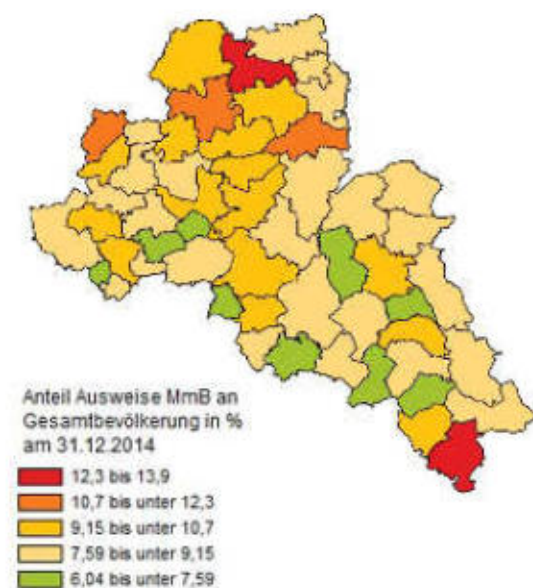 Anteil Ausweise MmB an
Gesamtbevölkerung in %
am 31.12.2014
12,3 bis 13,9
10,7 bis unter 12,3
9,15 bis unter 10,7
7,59 bis unter 9,15
6,04 bis unter 7,59